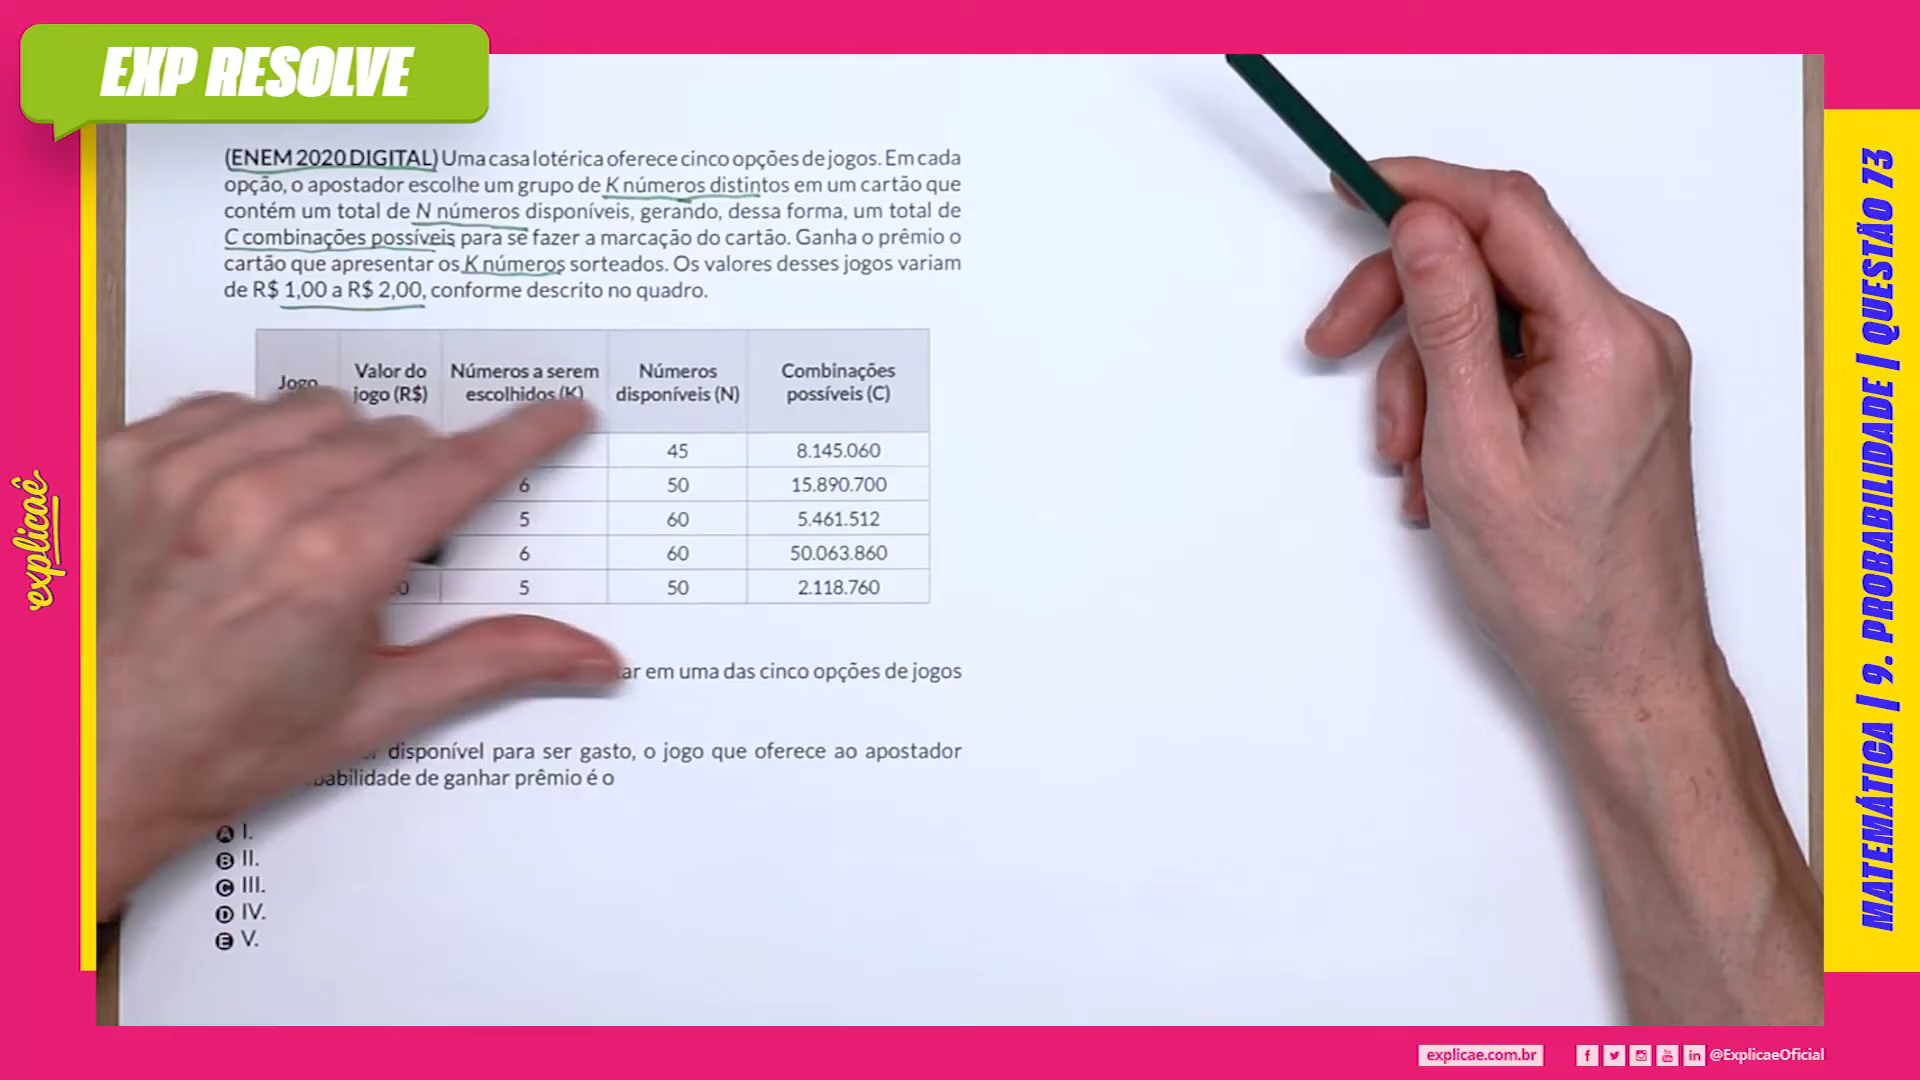 EXP RESOLVE
(ENEM 2020 DIGITAL) Uma casa lotérica oferece cinco opções de jogos. Em cada
opção, o apostador escolhe um grupo de K números distintos em um cartão que
contém um total de N números disponíveis, gerando, dessa forma, um total de
C combinações possíveis para se fazer a marcação do cartão. Ganha o prêmio o
cartão que apresentar os K números sorteados. Os valores desses jogos variam
de R$ 1,00 a R$ 2,00, conforme descrito no quadro.
Jogo Valor do jogo (R$) Números a serem escolhidos (K) Números disponíveis (N) Combinações possíveis (C)
45 8.145.060
6 50 15.890.700
5 60 5.461.512
6 60 50.063.860
5 50 2.118.760
em uma das cinco opções de jogos
disponível para ser gasto, o jogo que oferece ao apostador
de ganhar prêmio é o
A I.
B II.
C III.
D IV.
E V.
explicaê
MATEMÁTICA | 9. PROBABILIDADE | QUESTÃO 73
explicae.com.br
@ExplicaeOficial